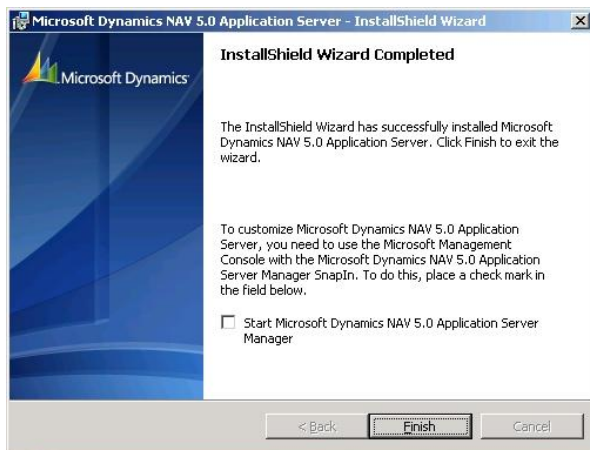 Microsoft Dynamics NAV 5.0 Application Server - InstallShield Wizard
Microsoft Dynamics
InstallShield Wizard Completed
The InstallShield Wizard has successfully installed Microsoft
Dynamics NAV 5.0 Application Server. Click Finish to exit the
wizard.
To customize Microsoft Dynamics NAV 5.0 Application
Server, you need to use the Microsoft Management
Console with the Microsoft Dynamics NAV 5.0 Application
Server Manager SnapIn. To do this, place a check mark in
the field below.
Start Microsoft Dynamics NAV 5.0 Application Server
Manager
< Back
Finish
Cancel